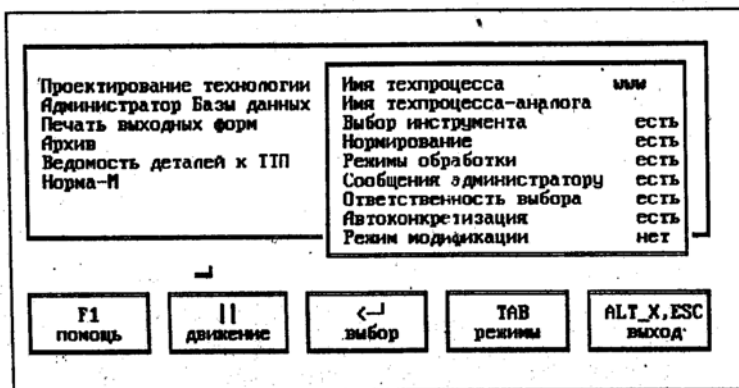 Проектирование технологии
Администратор Базы данных
Печать выходных форм
Архив
Ведомость деталей к ТТП
Норма-М
Имя техпроцесса www
Имя техпроцесса-аналога
Выбор инструмента есть
Нормирование есть
Режимы обработки есть
Сообщения администратору есть
Ответственность выбора есть
Автоконкретизация есть
Режим модификации нет
F1
помощь
||
движение
<┘
выбор
TAB
режимы
ALT_X,ESC
выход